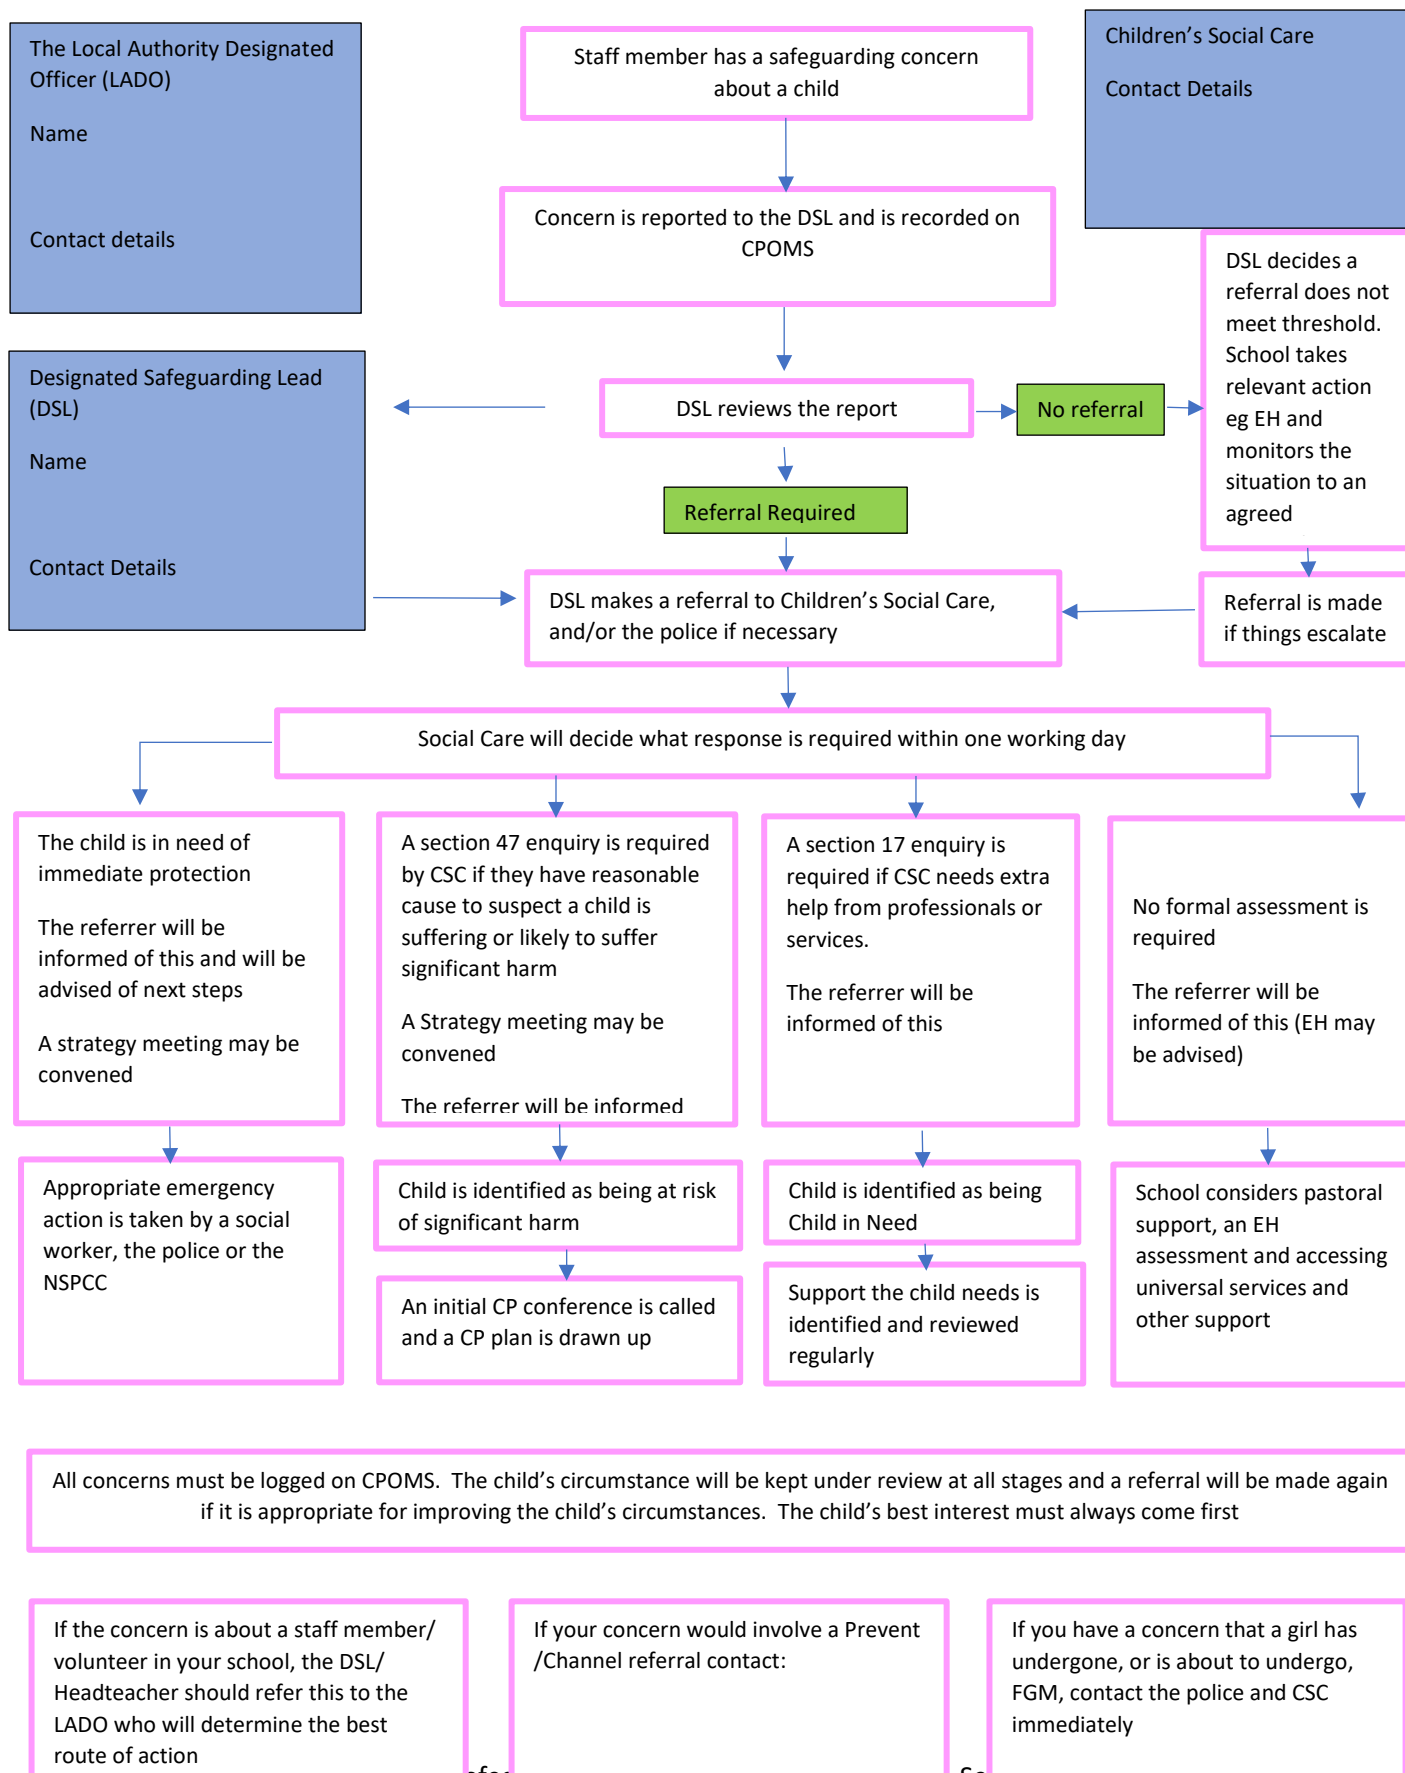 The Local Authority Designated
Officer (LADO)
Name
Contact details
Staff member has a safeguarding concern
about a child
Children’s Social Care
Contact Details
Concern is reported to the DSL and is recorded on
CPOMS
DSL decides a
referral does not
meet threshold.
School takes
relevant action
eg EH and
monitors the
situation to an
agreed
Designated Safeguarding Lead
(DSL)
Name
Contact Details
DSL reviews the report
No referral
Referral Required
DSL makes a referral to Children’s Social Care,
and/or the police if necessary
Referral is made
if things escalate
Social Care will decide what response is required within one working day
The child is in need of
immediate protection
The referrer will be
informed of this and will be
advised of next steps
A strategy meeting may be
convened
A section 47 enquiry is required
by CSC if they have reasonable
cause to suspect a child is
suffering or likely to suffer
significant harm
A Strategy meeting may be
convened
The referrer will be informed
A section 17 enquiry is
required if CSC needs extra
help from professionals or
services.
The referrer will be
informed of this
No formal assessment is
required
The referrer will be
informed of this (EH may
be advised)
Appropriate emergency
action is taken by a social
worker, the police or the
NSPCC
Child is identified as being at risk
of significant harm
An initial CP conference is called
and a CP plan is drawn up
Child is identified as being
Child in Need
Support the child needs is
identified and reviewed
regularly
School considers pastoral
support, an EH
assessment and accessing
universal services and
other support
All concerns must be logged on CPOMS.  The child’s circumstance will be kept under review at all stages and a referral will be made again
if it is appropriate for improving the child’s circumstances.  The child’s best interest must always come first
If the concern is about a staff member/
volunteer in your school, the DSL/
Headteacher should refer this to the
LADO who will determine the best
route of action
If your concern would involve a Prevent
/Channel referral contact:
If you have a concern that a girl has
undergone, or is about to undergo,
FGM, contact the police and CSC
immediately